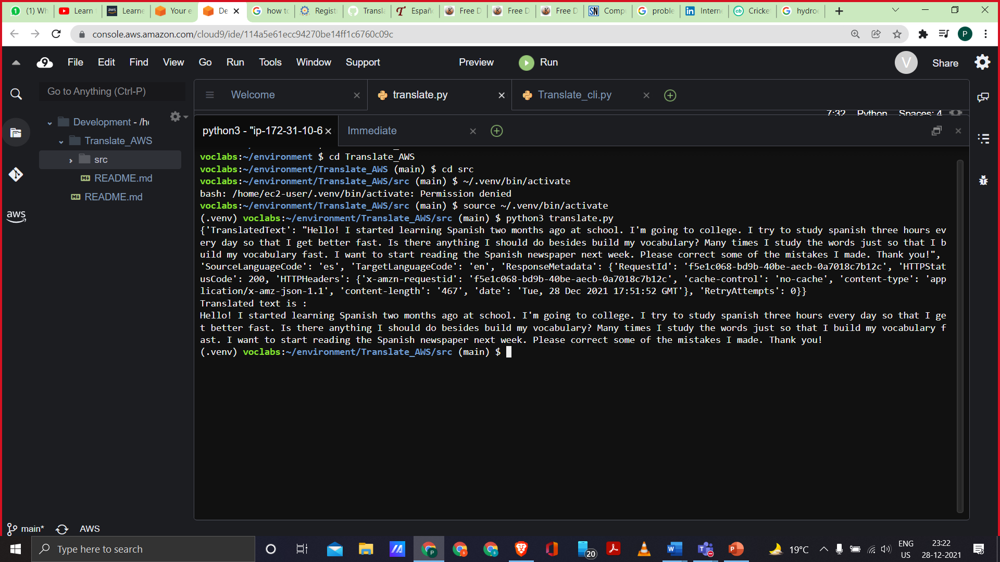 (1) Wh
Learn
Learne
Your e
De
how to
Registr
Transla
Españ
Free D
Free D
Free D
Comp
proble
Intern
Cricke
hydroe
console.aws.amazon.com/cloud9/ide/114a5e61ecc94270be14ff1c6760c09c
P
9 File Edit Find View Go Run Tools Window Support Preview Run V Share
Go to Anything (Ctrl-P)
Welcome
translate.py
Translate_cli.py
7:32 Python Spaces: 4
Development - /h
Translate_AWS
src
README.md
README.md
aws
python3 - "ip-172-31-10-6
Immediate
voclabs:~/environment $ cd Translate_AWS
voclabs:~/environment/Translate_AWS (main) $ cd src
voclabs:~/environment/Translate_AWS/src (main) $ ~/.venv/bin/activate
bash: /home/ec2-user/.venv/bin/activate: Permission denied
voclabs:~/environment/Translate_AWS/src (main) $ source ~/.venv/bin/activate
(.venv) voclabs:~/environment/Translate_AWS/src (main) $ python3 translate.py
{'TranslatedText': "Hello! I started learning Spanish two months ago at school. I'm going to college. I try to study spanish three hours ev
ery day so that I get better fast. Is there anything I should do besides build my vocabulary? Many times I study the words just so that I b
uild my vocabulary fast. I want to start reading the Spanish newspaper next week. Please correct some of the mistakes I made. Thank you!",
'SourceLanguageCode': 'es', 'TargetLanguageCode': 'en', 'ResponseMetadata': {'RequestId': 'f5e1c068-bd9b-40be-aecb-0a7018c7b12c', 'HTTPStat
usCode': 200, 'HTTPHeaders': {'x-amzn-requestid': 'f5e1c068-bd9b-40be-aecb-0a7018c7b12c', 'cache-control': 'no-cache', 'content-type': 'app
lication/x-amz-json-1.1', 'content-length': '467', 'date': 'Tue, 28 Dec 2021 17:51:52 GMT'}, 'RetryAttempts': 0}}
Translated text is :
Hello! I started learning Spanish two months ago at school. I'm going to college. I try to study spanish three hours every day so that I ge
t better fast. Is there anything I should do besides build my vocabulary? Many times I study the words just so that I build my vocabulary f
ast. I want to start reading the Spanish newspaper next week. Please correct some of the mistakes I made. Thank you!
(.venv) voclabs:~/environment/Translate_AWS/src (main) $
main* AWS
Type here to search
20
19°C
ENG
US
23:22
28-12-2021